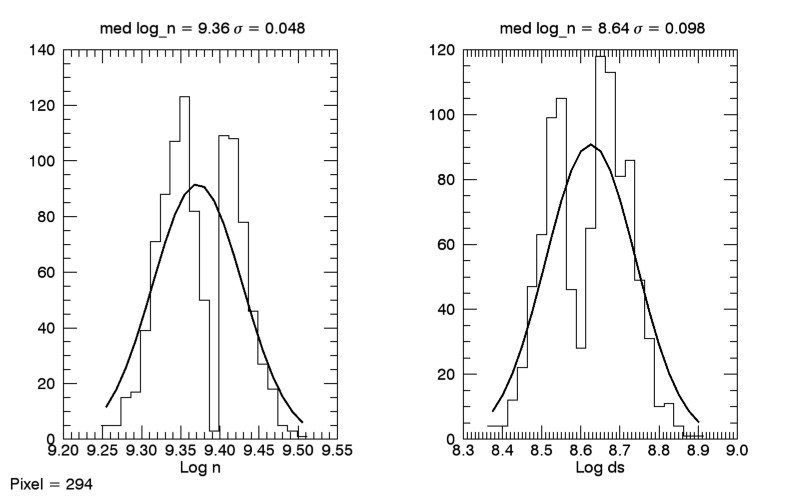 med log_n = 9.36 σ = 0.048
140
120
100
80
60
40
20
0
9.20 9.25 9.30 9.35 9.40 9.45 9.50 9.55
Log n
med log_n = 8.64 σ = 0.098
120
100
80
60
40
20
0
8.3 8.4 8.5 8.6 8.7 8.8 8.9 9.0
Log ds
Pixel = 294